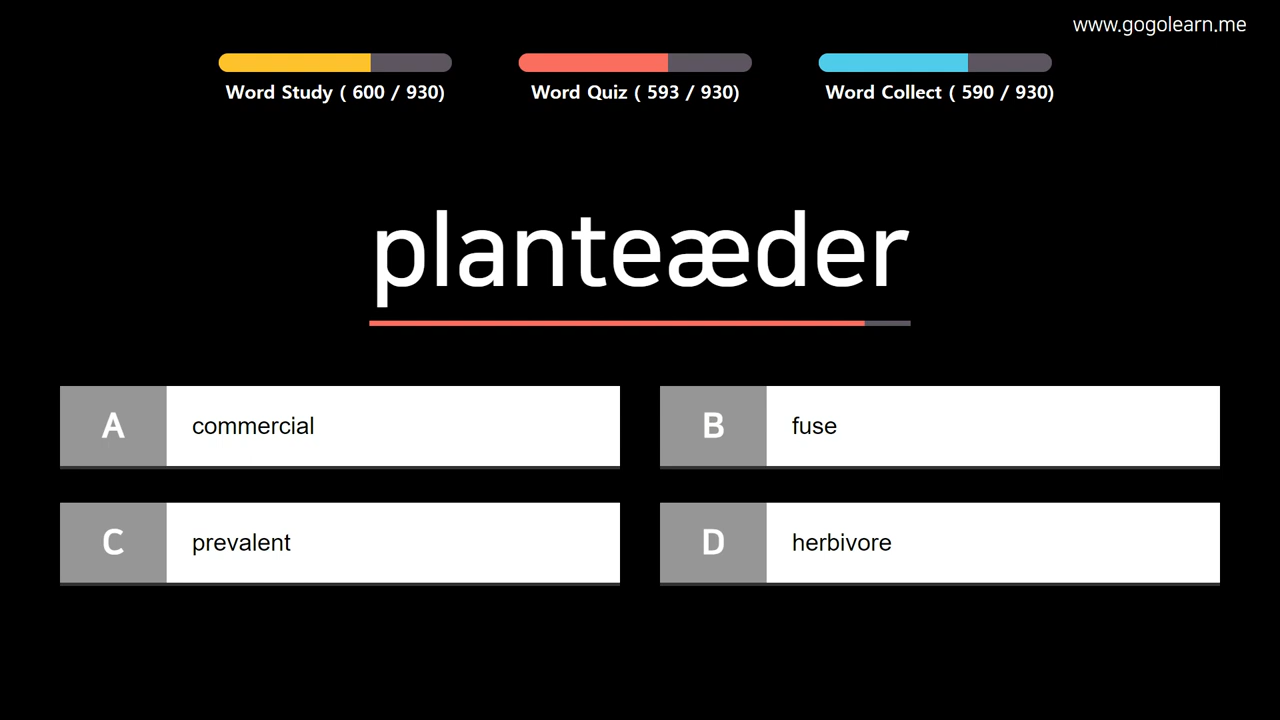 www.gogolearn.me
Word Study ( 600 / 930)
Word Quiz ( 593 / 930)
Word Collect ( 590 / 930)
planteæder
A commercial
B fuse
C prevalent
D herbivore